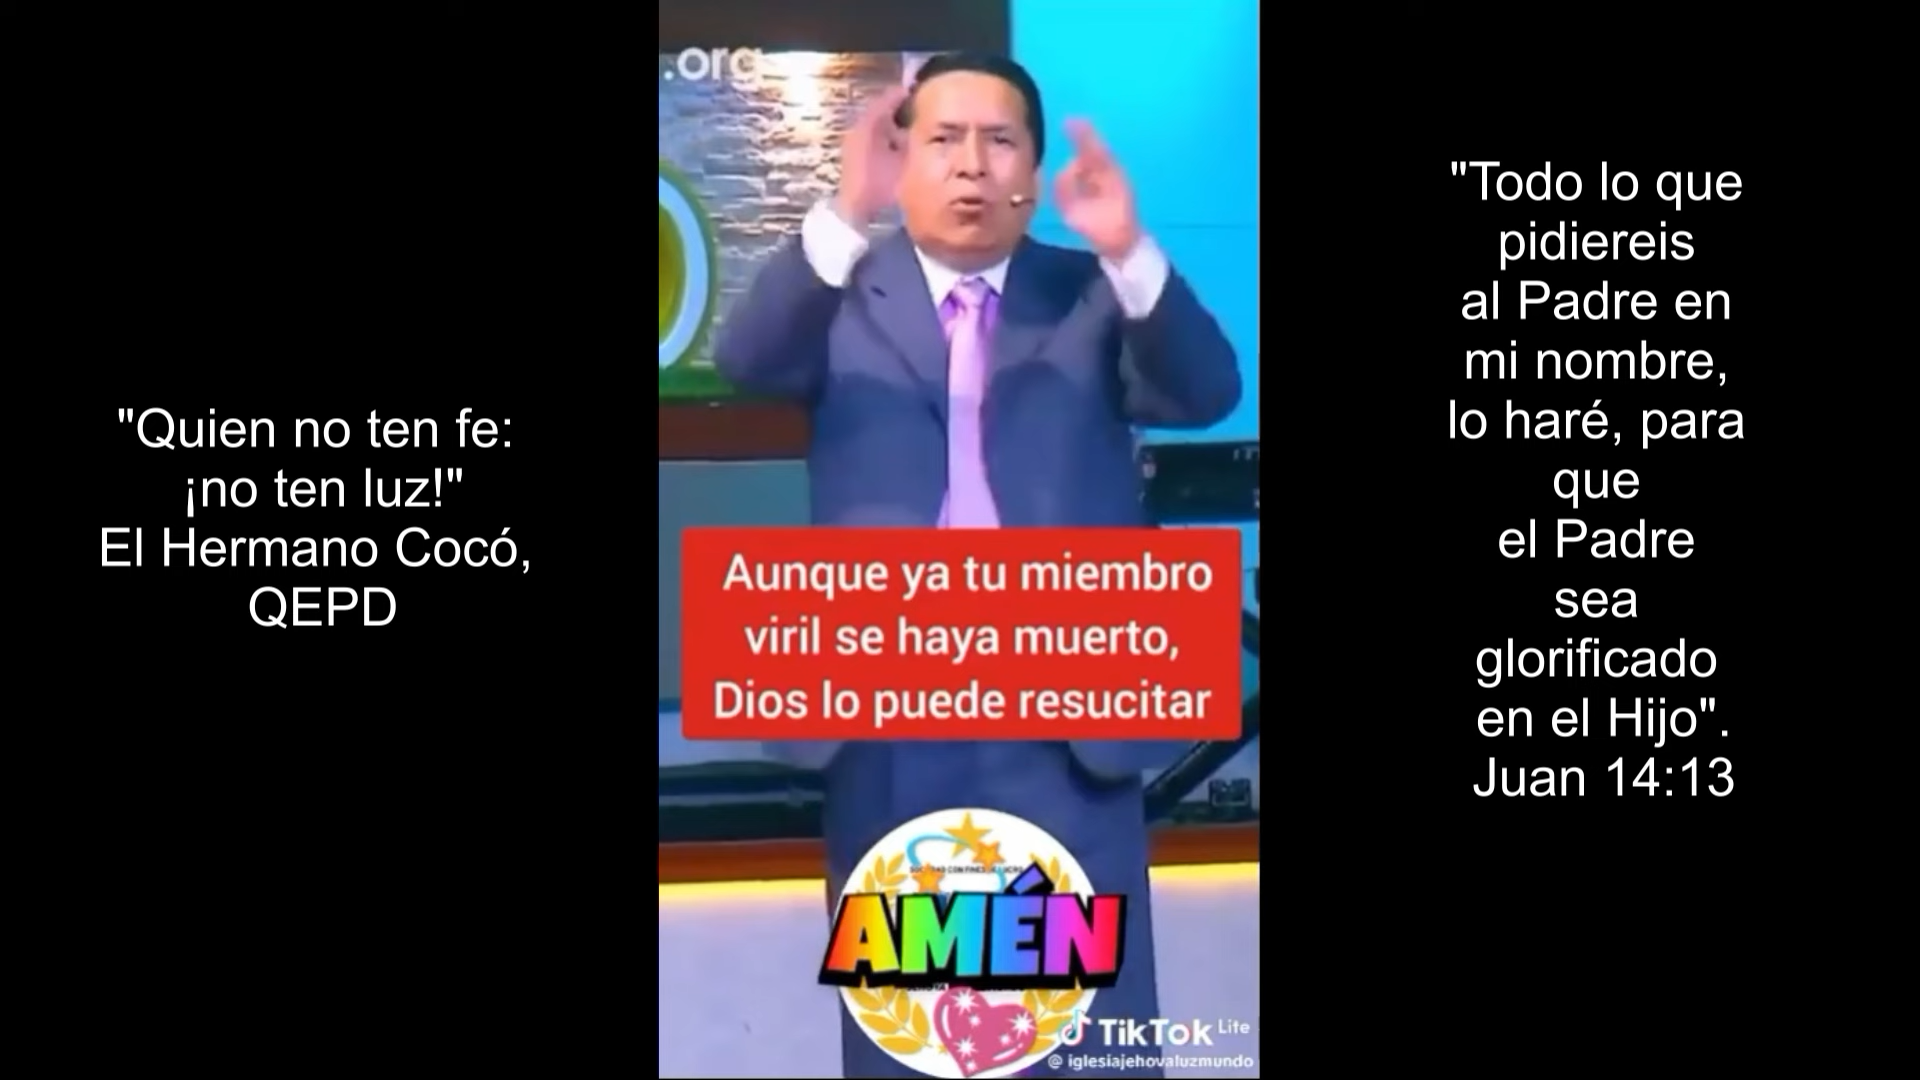 "Quien no ten fe:
¡no ten luz!"
El Hermano Cocó,
QEPD
.org
Aunque ya tu miembro
viril se haya muerto,
Dios lo puede resucitar
AMÉN
TikTok Lite
@ iglesiajehovaluzmundo
"Todo lo que
pidiereis
al Padre en
mi nombre,
lo haré, para
que
el Padre
sea
glorificado
en el Hijo".
Juan 14:13